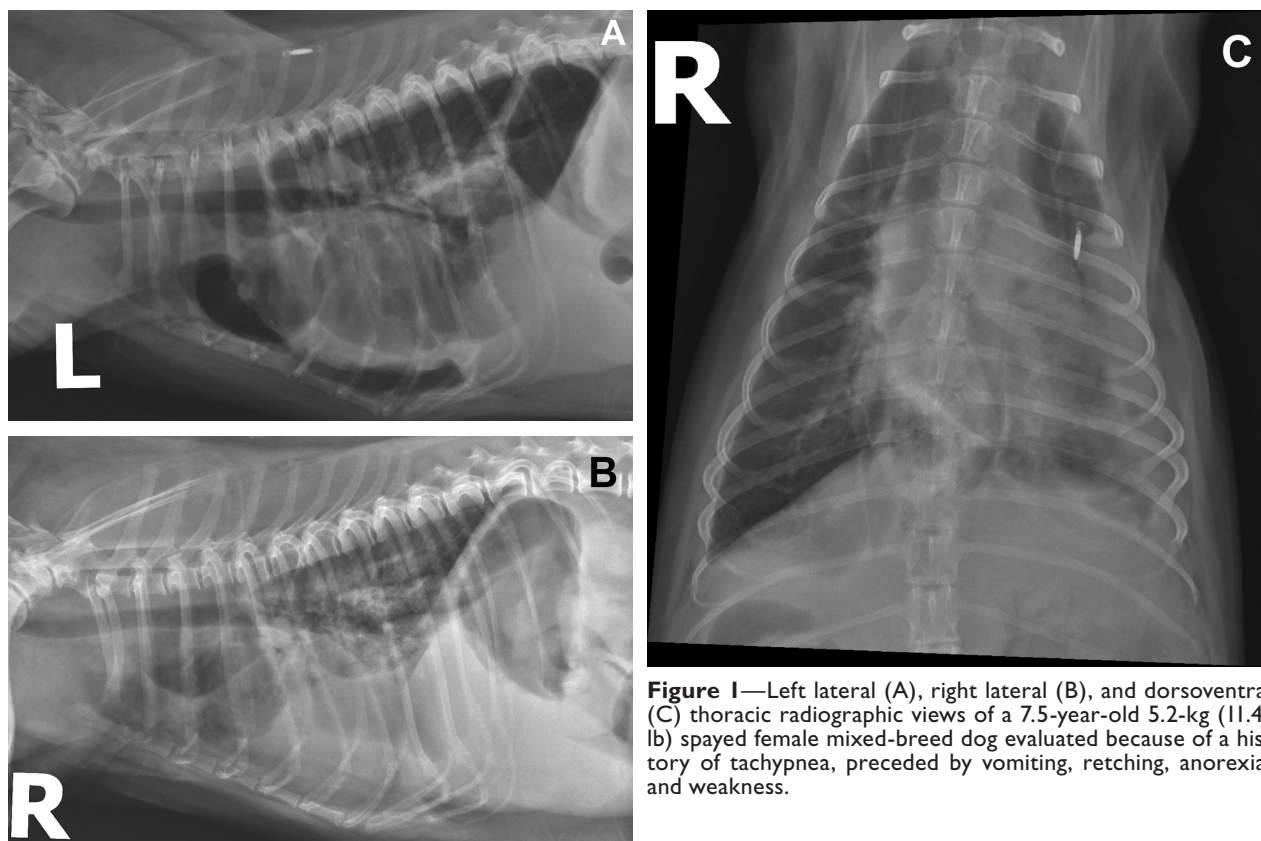 A
L
B
R
R
C
Figure 1—Left lateral (A), right lateral (B), and dorsoventra
(C) thoracic radiographic views of a 7.5-year-old 5.2-kg (11.4
lb) spayed female mixed-breed dog evaluated because of a his
tory of tachypnea, preceded by vomiting, retching, anorexia
and weakness.